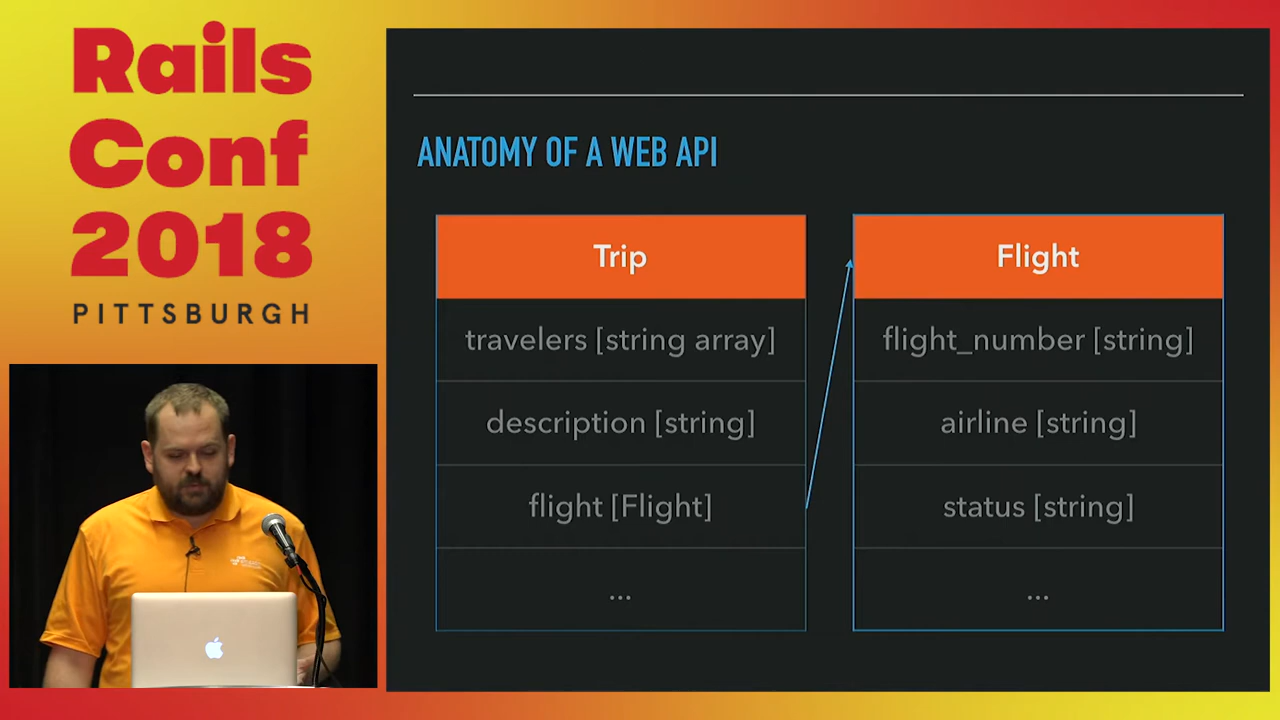 Rails
Conf
2018
PITTSBURGH
ANATOMY OF A WEB API
Trip
travelers [string array]
description [string]
flight [Flight]
...
Flight
flight_number [string]
airline [string]
status [string]
...